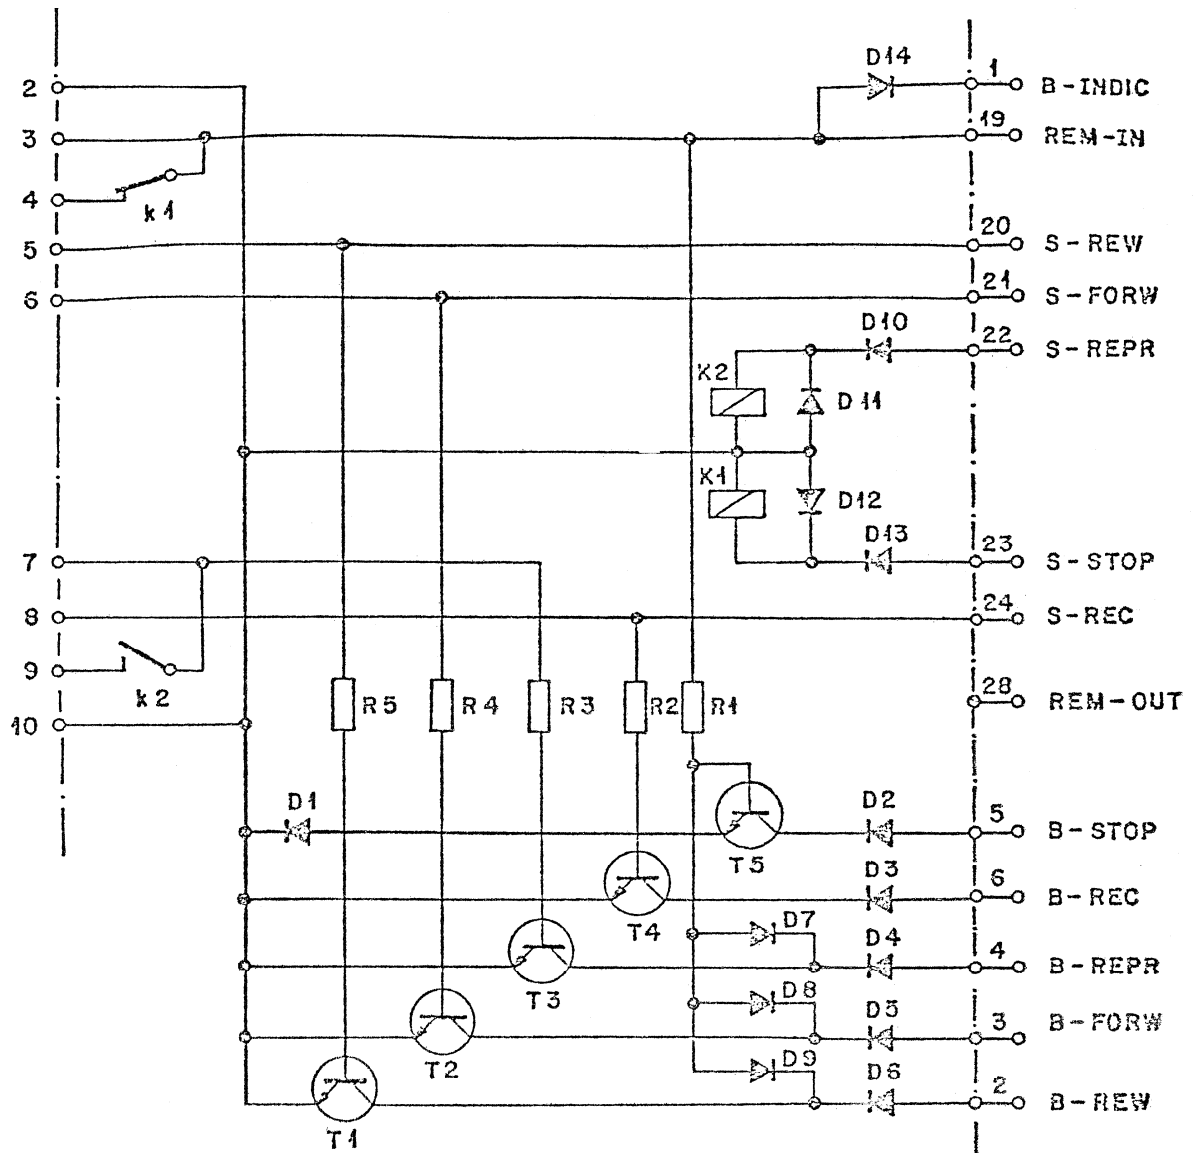 D14
1
B-INDIC
2
19
REM-IN
3
4
k1
20
S-REW
5
21
S-FORW
6
D10
22
S-REPR
K2
D11
K1
D12
D13
23
S-STOP
7
24
S-REC
8
9
k2
28
REM-OUT
10
R5
R4
R3
R2
R1
D1
D2
5
B-STOP
T5
D3
6
B-REC
T4
D7
D4
4
B-REPR
T3
D8
D5
3
B-FORW
T2
D9
D6
2
B-REW
T1